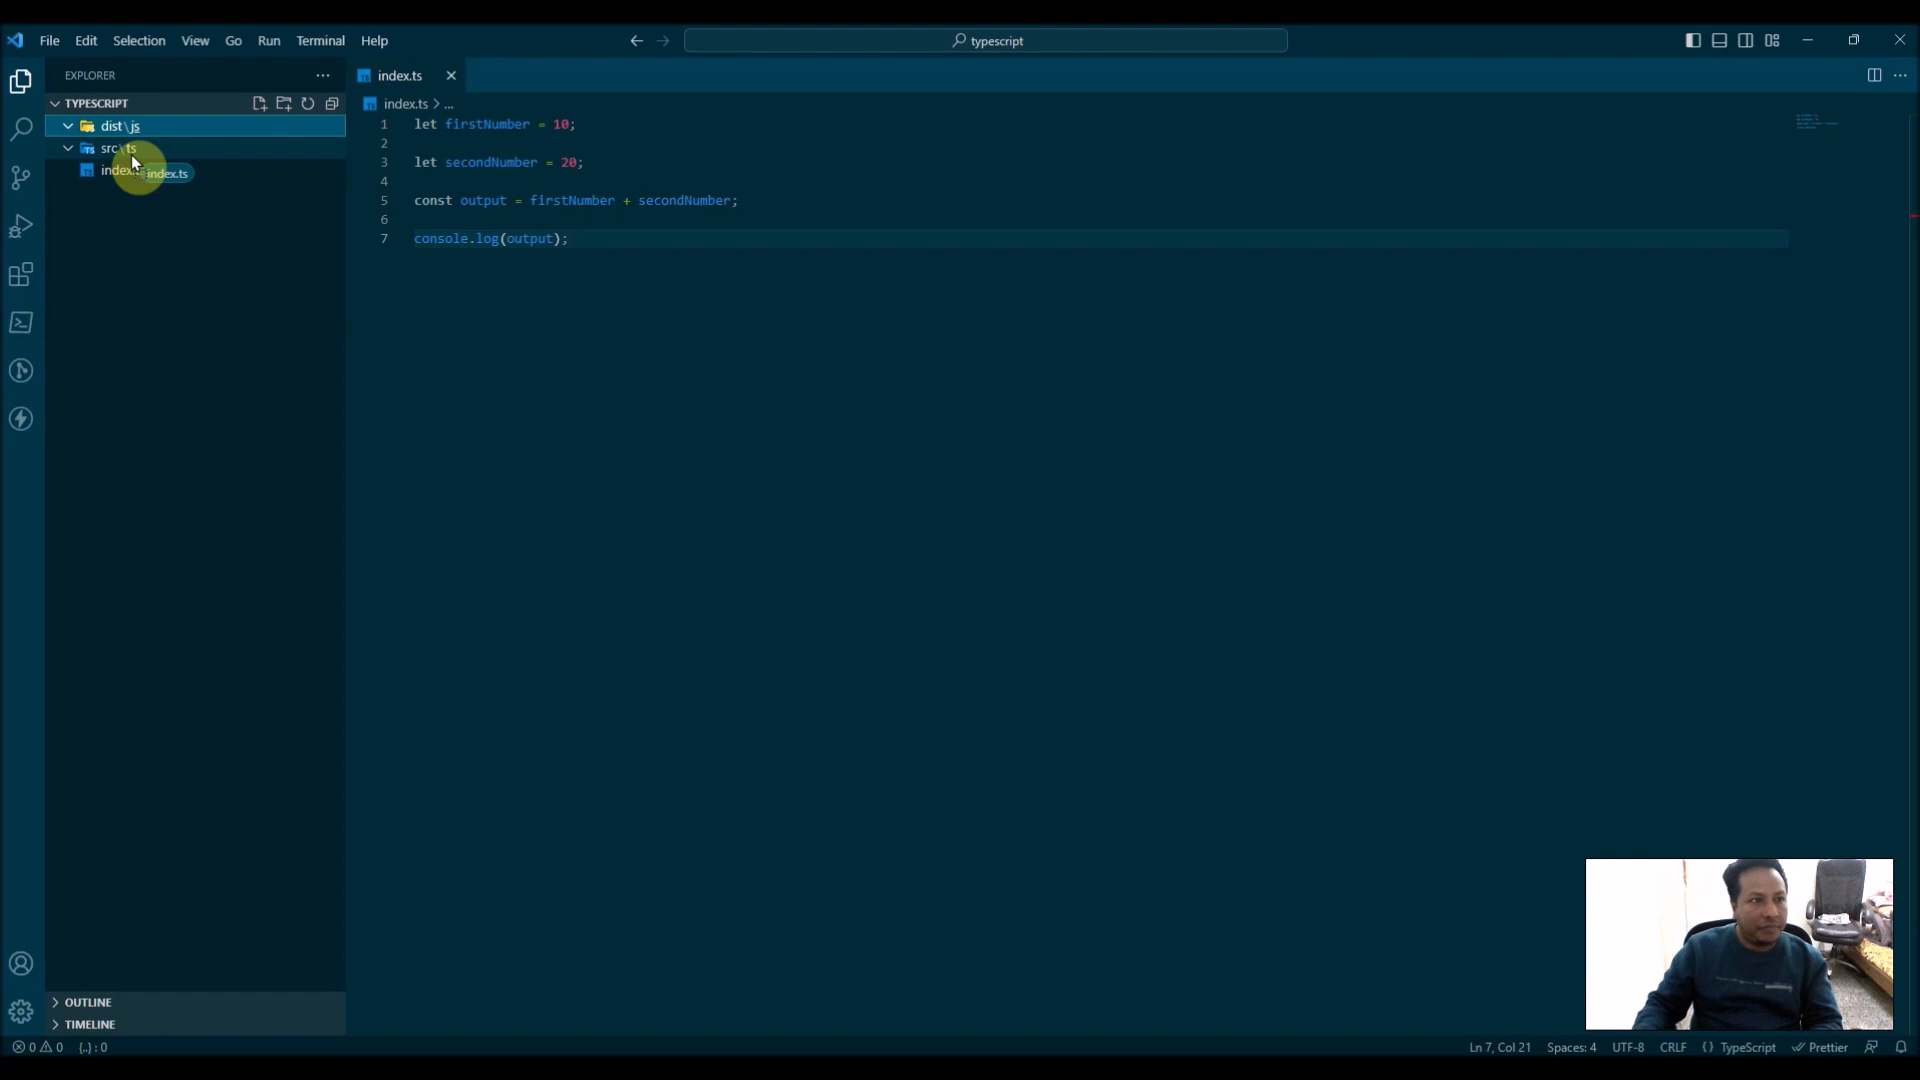 File Edit Selection View Go Run Terminal Help
typescript
EXPLORER
index.ts
TYPESCRIPT
index.ts > ...
dist\js
src\ts
index.ts
1 let firstNumber = 10;
2
3 let secondNumber = 20;
4
5 const output = firstNumber + secondNumber;
6
7 console.log(output);
OUTLINE
TIMELINE
0 0 {..} : 0
Ln 7, Col 21 Spaces: 4 UTF-8 CRLF {} TypeScript Prettier